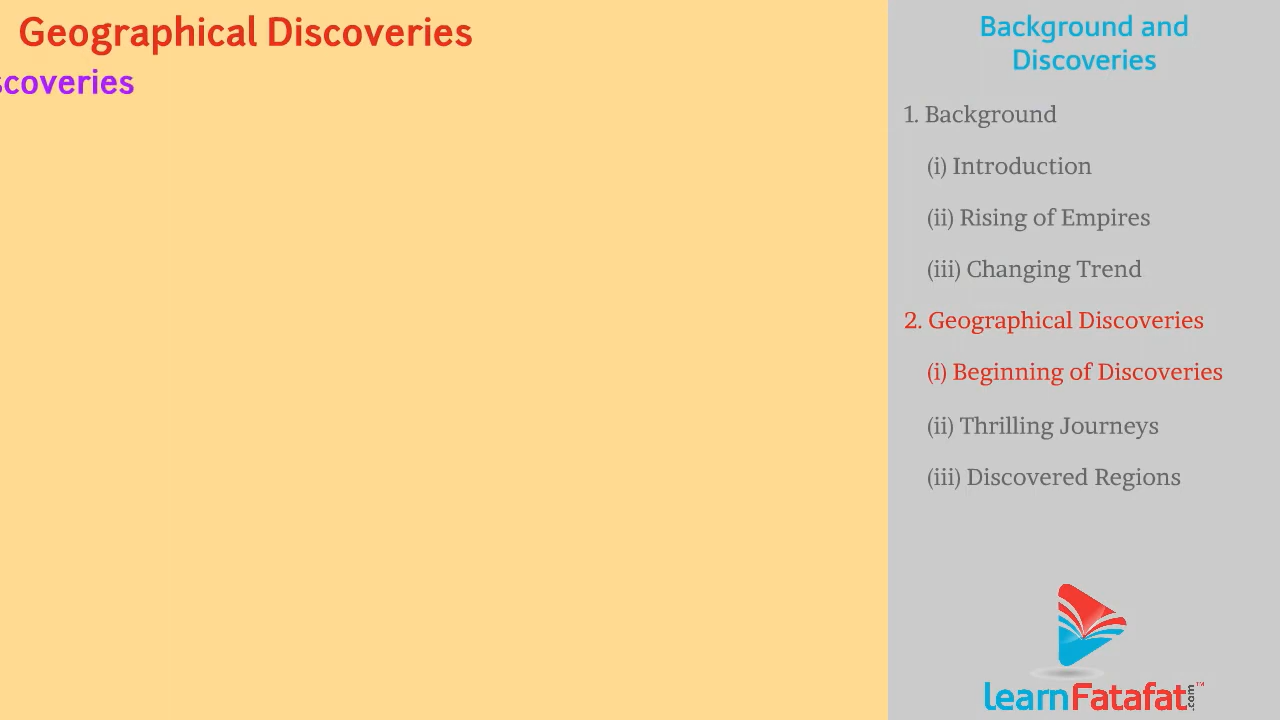 Geographical Discoveries
scoveries
Background and
Discoveries
1. Background
(i) Introduction
(ii) Rising of Empires
(iii) Changing Trend
2. Geographical Discoveries
(i) Beginning of Discoveries
(ii) Thrilling Journeys
(iii) Discovered Regions
learnFatafat.com™